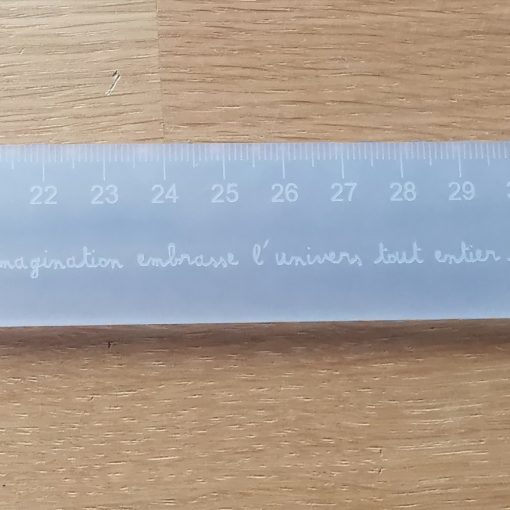 22 23 24 25 26 27 28 29
magination embrasse l'univers tout entier